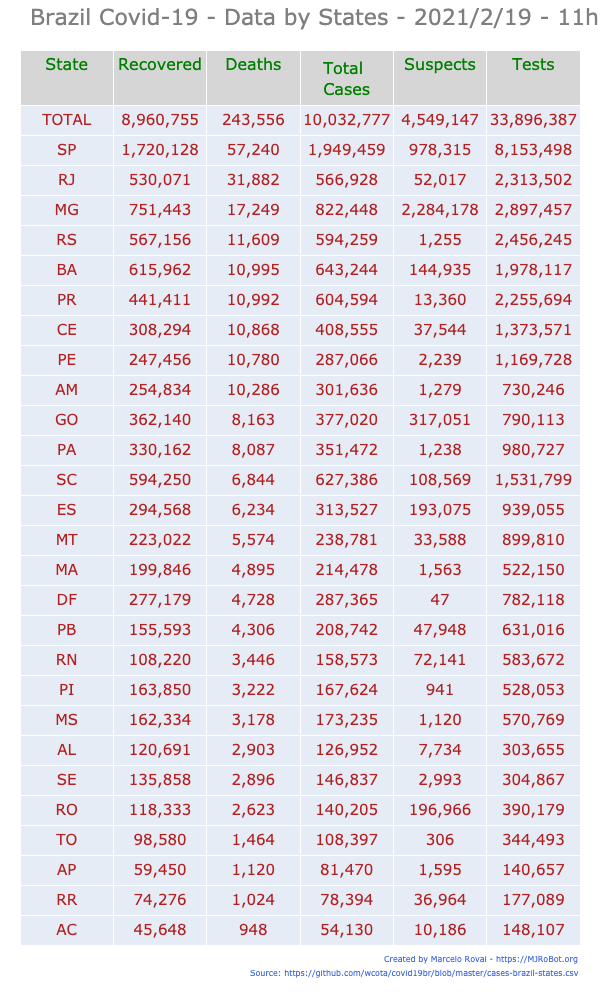 Brazil Covid-19 - Data by States - 2021/2/19 - 11h
State Recovered Deaths Total Cases Suspects Tests
TOTAL 8,960,755 243,556 10,032,777 4,549,147 33,896,387
SP 1,720,128 57,240 1,949,459 978,315 8,153,498
RJ 530,071 31,882 566,928 52,017 2,313,502
MG 751,443 17,249 822,448 2,284,178 2,897,457
RS 567,156 11,609 594,259 1,255 2,456,245
BA 615,962 10,995 643,244 144,935 1,978,117
PR 441,411 10,992 604,594 13,360 2,255,694
CE 308,294 10,868 408,555 37,544 1,373,571
PE 247,456 10,780 287,066 2,239 1,169,728
AM 254,834 10,286 301,636 1,279 730,246
GO 362,140 8,163 377,020 317,051 790,113
PA 330,162 8,087 351,472 1,238 980,727
SC 594,250 6,844 627,386 108,569 1,531,799
ES 294,568 6,234 313,527 193,075 939,055
MT 223,022 5,574 238,781 33,588 899,810
MA 199,846 4,895 214,478 1,563 522,150
DF 277,179 4,728 287,365 47 782,118
PB 155,593 4,306 208,742 47,948 631,016
RN 108,220 3,446 158,573 72,141 583,672
PI 163,850 3,222 167,624 941 528,053
MS 162,334 3,178 173,235 1,120 570,769
AL 120,691 2,903 126,952 7,734 303,655
SE 135,858 2,896 146,837 2,993 304,867
RO 118,333 2,623 140,205 196,966 390,179
TO 98,580 1,464 108,397 306 344,493
AP 59,450 1,120 81,470 1,595 140,657
RR 74,276 1,024 78,394 36,964 177,089
AC 45,648 948 54,130 10,186 148,107
Created by Marcelo Rovai - https://MJRoBot.org
Source: https://github.com/wcota/covid19br/blob/master/cases-brazil-states.csv